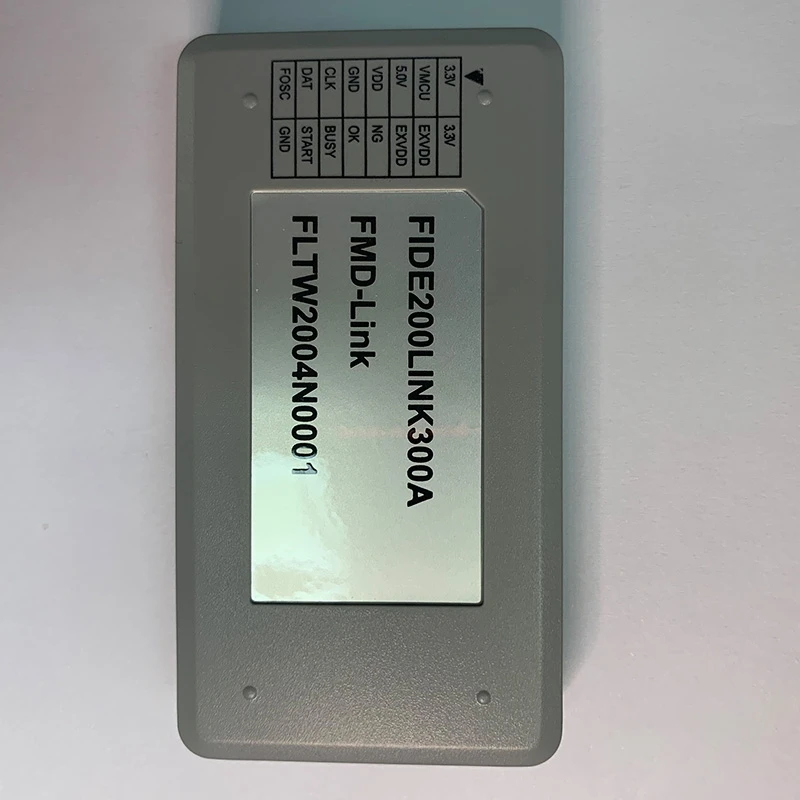 3.3V 3.3V
VMCU EXVDD
5.0V EXVDD
VDD NG
GND OK
CLK BUSY
DAT START
FOSC GND
FIDE200LINK300A
FMD-Link
FLTW2004N0001